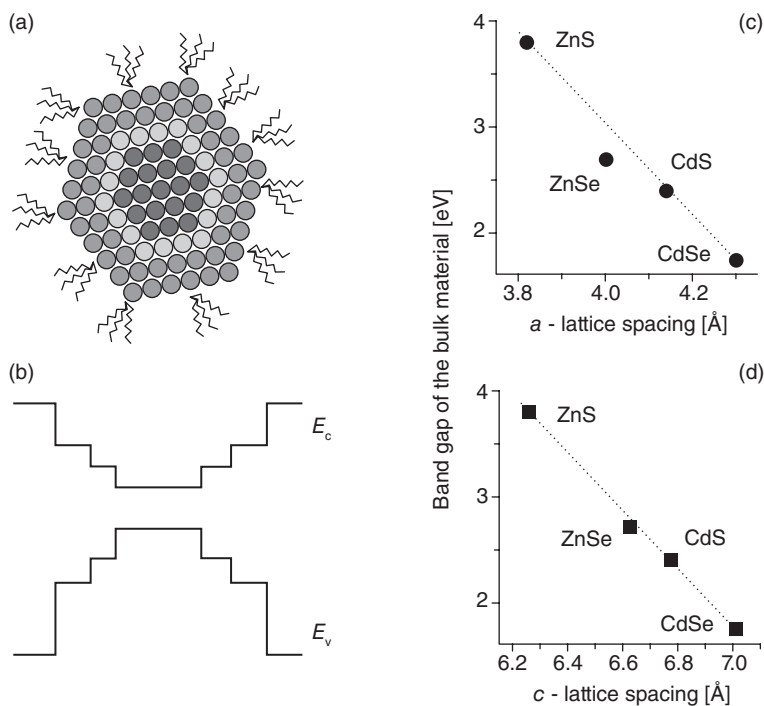 (a)
(b)
E_c
E_v
(c)
Band gap of the bulk material [eV]
4
3
2
ZnS
ZnSe
CdS
CdSe
3.8 4.0 4.2
a - lattice spacing [Å]
(d)
4
3
2
ZnS
ZnSe
CdS
CdSe
6.2 6.4 6.6 6.8 7.0
c - lattice spacing [Å]